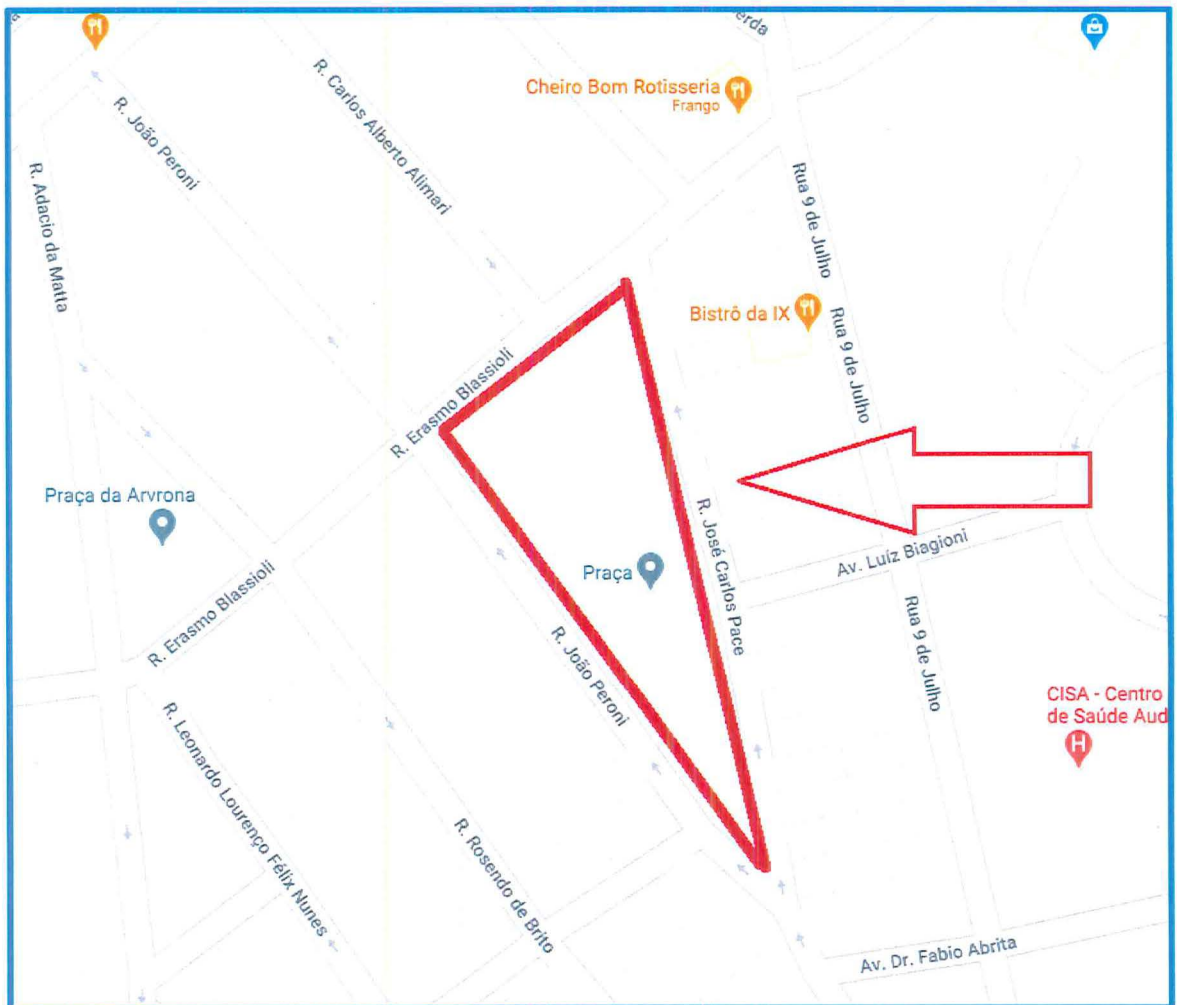 erda
R. Carlos Alberto Alimari
Cheiro Bom Rotisseria
Frango
R. João Peroni
R. Adacio da Matta
Rua 9 de Julho
Bistrô da IX
Rua 9 de Julho
R. Erasmo Blassioli
Praça da Arvrona
R. José Carlos Pace
Av. Luíz Biagioni
Praça
R. Erasmo Blassioli
Rua 9 de Julho
R. João Peroni
CISA - Centro
de Saúde Aud
R. Leonardo Lourenço Félix Nunes
R. Rosendo de Brito
Av. Dr. Fabio Abrita